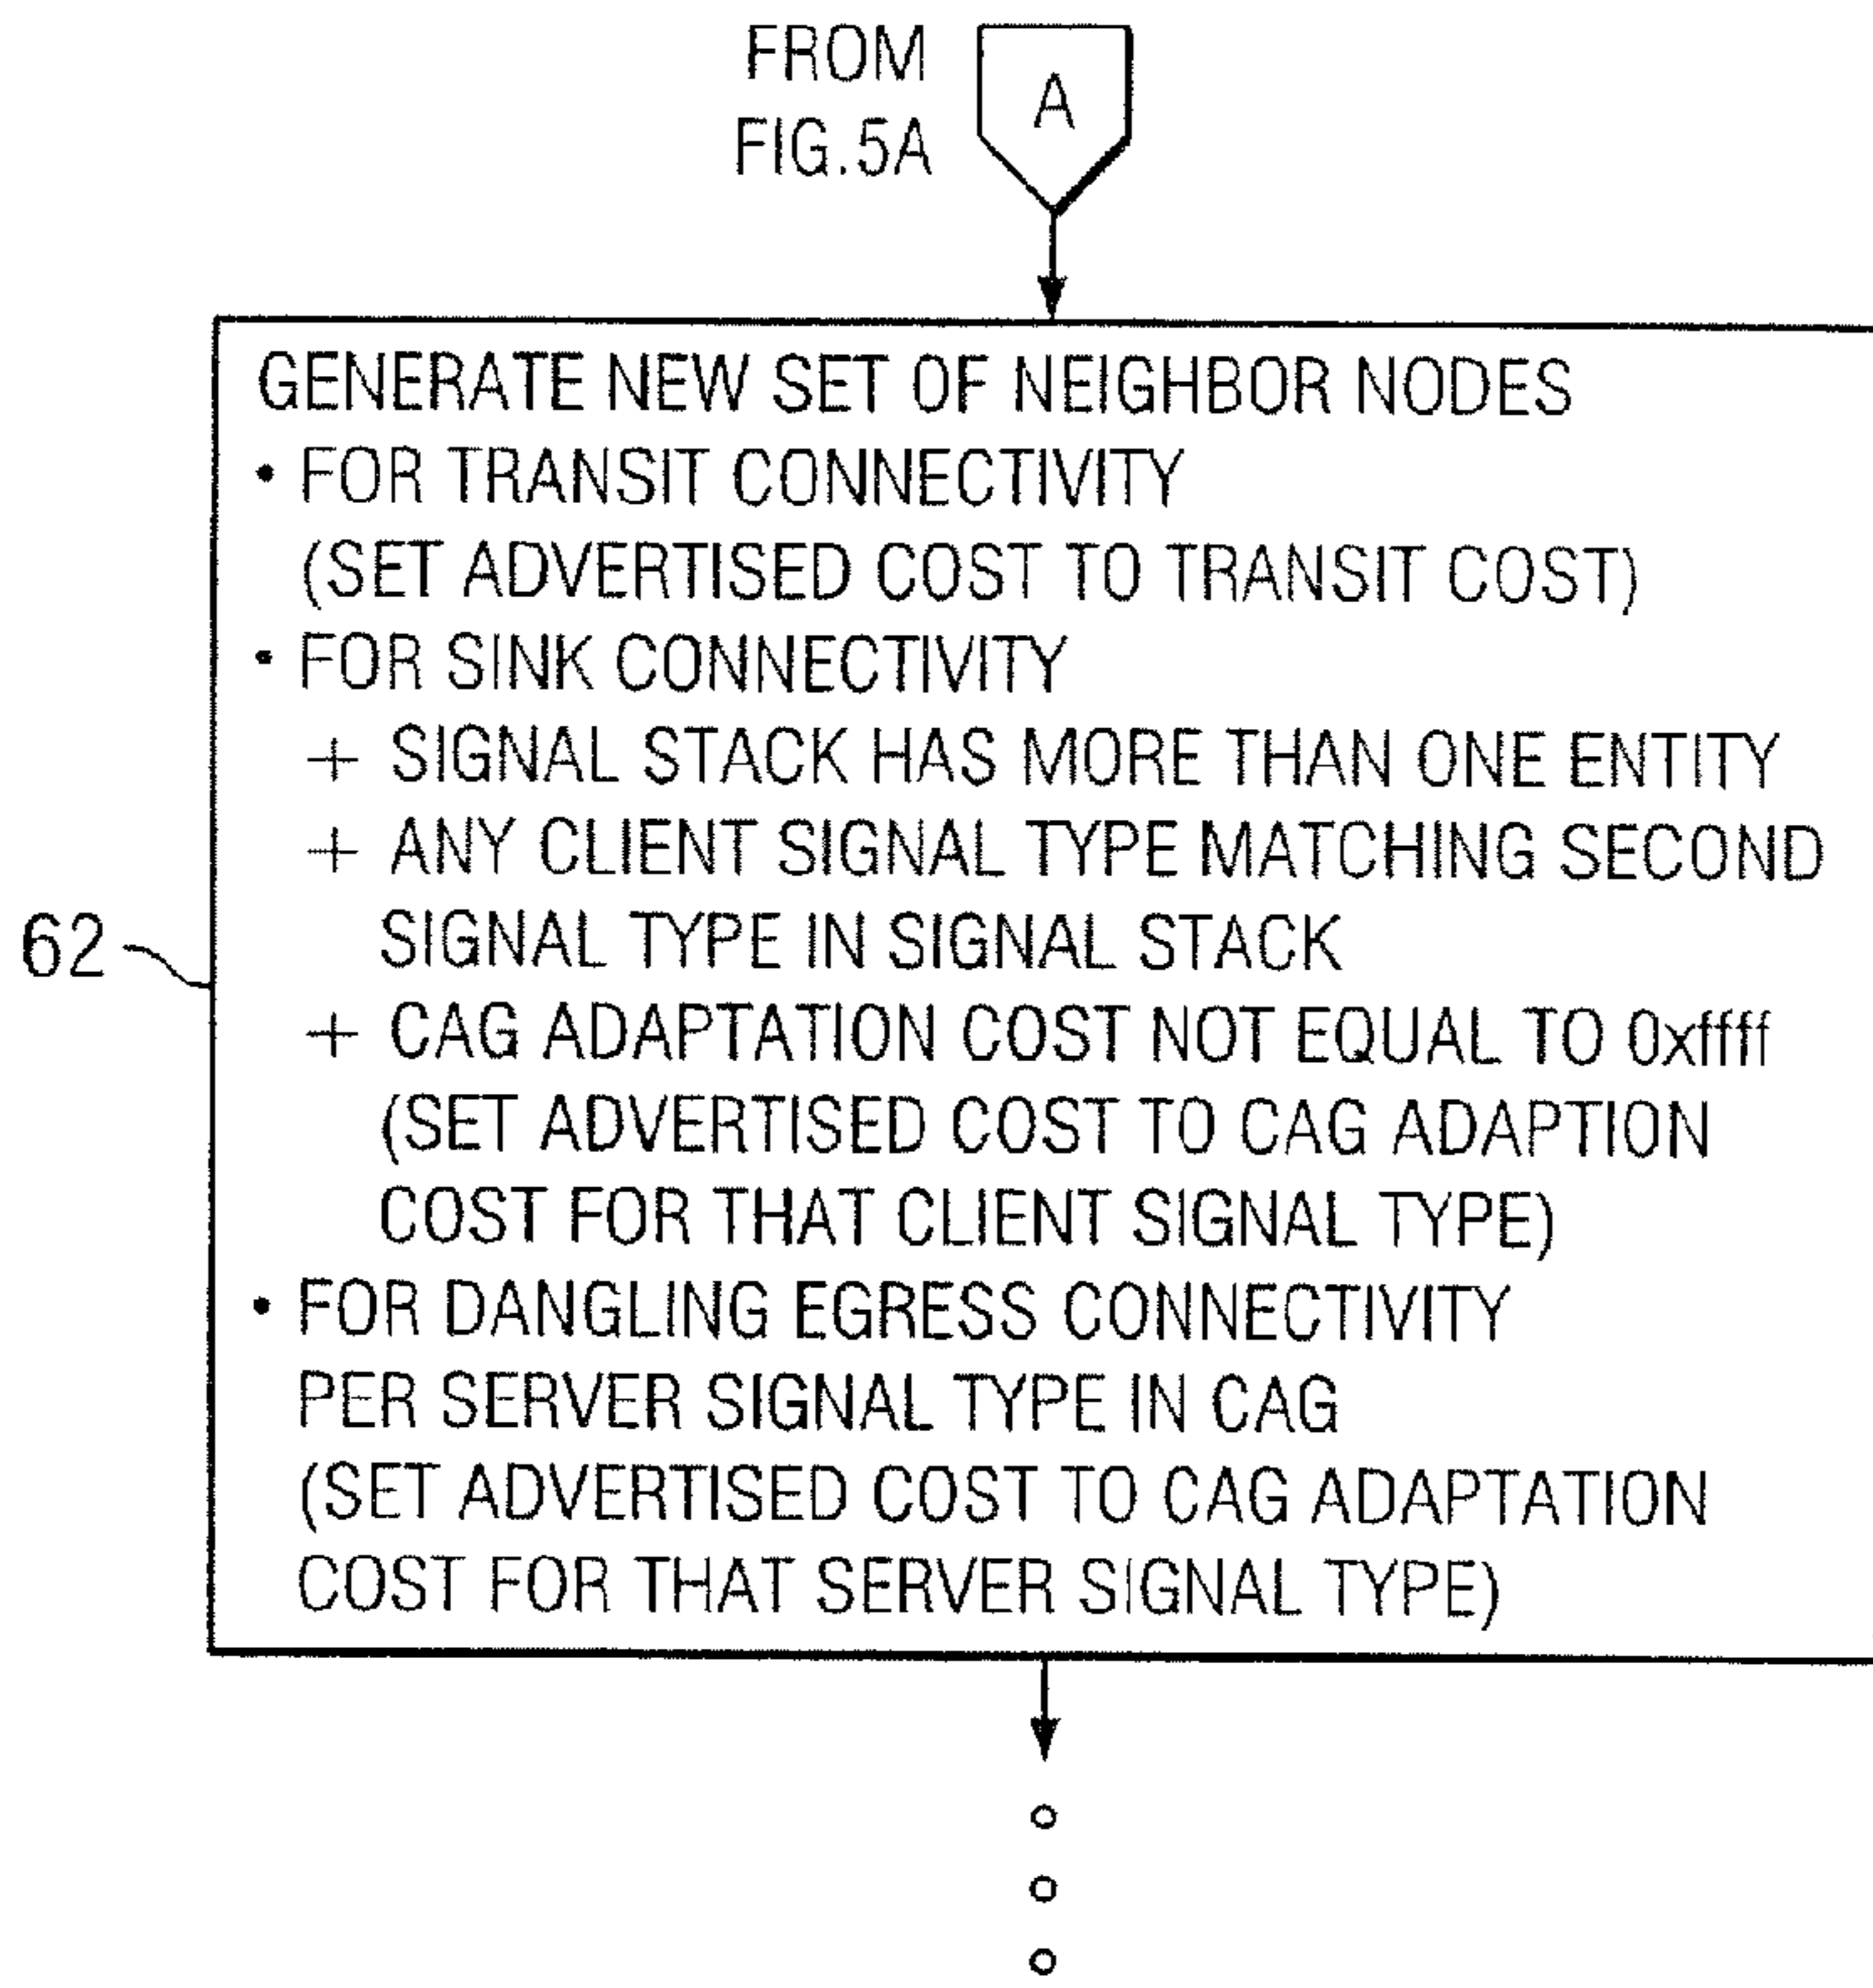 FROM
FIG.5A
A
GENERATE NEW SET OF NEIGHBOR NODES
• FOR TRANSIT CONNECTIVITY
(SET ADVERTISED COST TO TRANSIT COST)
• FOR SINK CONNECTIVITY
+ SIGNAL STACK HAS MORE THAN ONE ENTITY
+ ANY CLIENT SIGNAL TYPE MATCHING SECOND
SIGNAL TYPE IN SIGNAL STACK
+ CAG ADAPTATION COST NOT EQUAL TO 0xffff
(SET ADVERTISED COST TO CAG ADAPTION
COST FOR THAT CLIENT SIGNAL TYPE)
• FOR DANGLING EGRESS CONNECTIVITY
PER SERVER SIGNAL TYPE IN CAG
(SET ADVERTISED COST TO CAG ADAPTATION
COST FOR THAT SERVER SIGNAL TYPE)
62